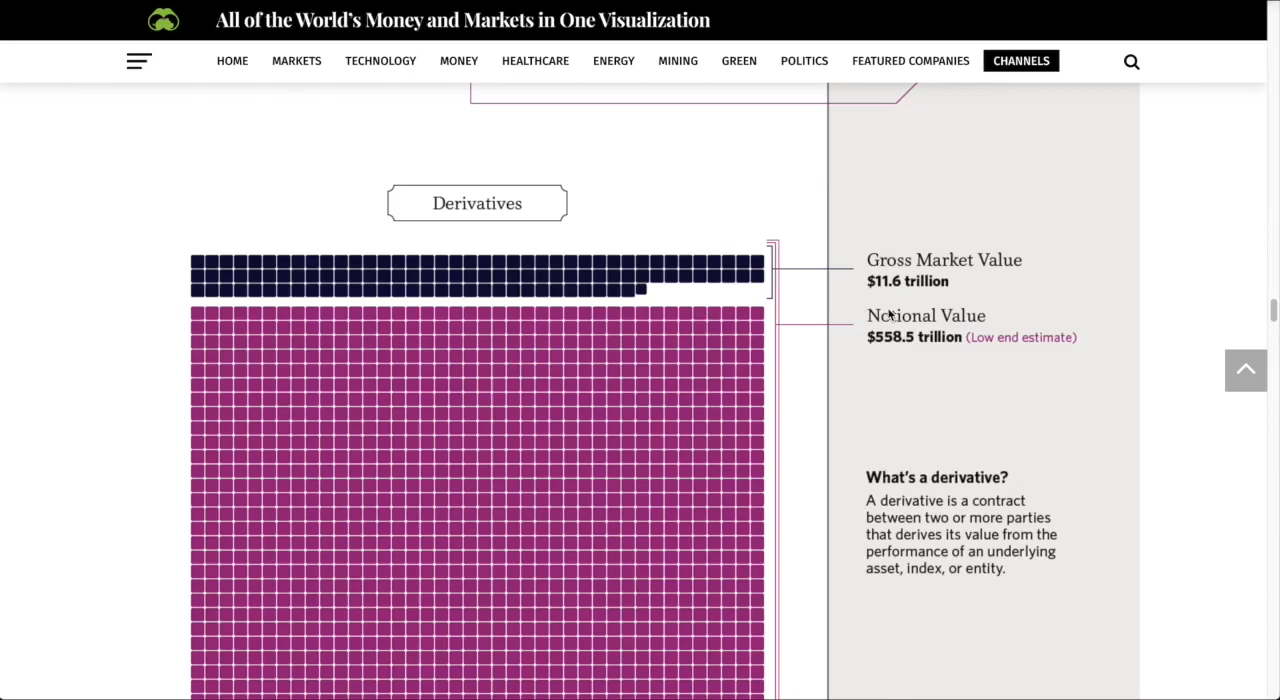 All of the World's Money and Markets in One Visualization
HOME MARKETS TECHNOLOGY MONEY HEALTHCARE ENERGY MINING GREEN POLITICS FEATURED COMPANIES CHANNELS
Derivatives
Gross Market Value
$11.6 trillion
Notional Value
$558.5 trillion (Low end estimate)
What's a derivative?
A derivative is a contract
between two or more parties
that derives its value from the
performance of an underlying
asset, index, or entity.